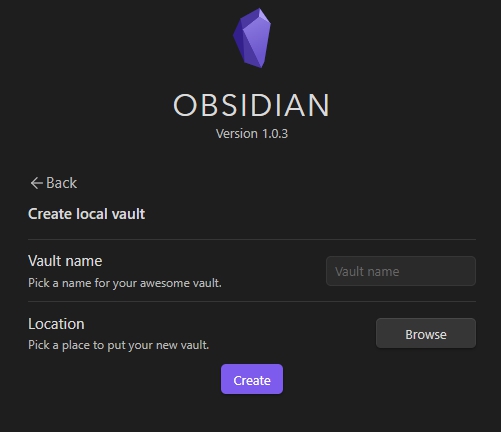 OBSIDIAN
Version 1.0.3
Back
Create local vault
Vault name
Pick a name for your awesome vault.
Vault name
Location
Pick a place to put your new vault.
Browse
Create